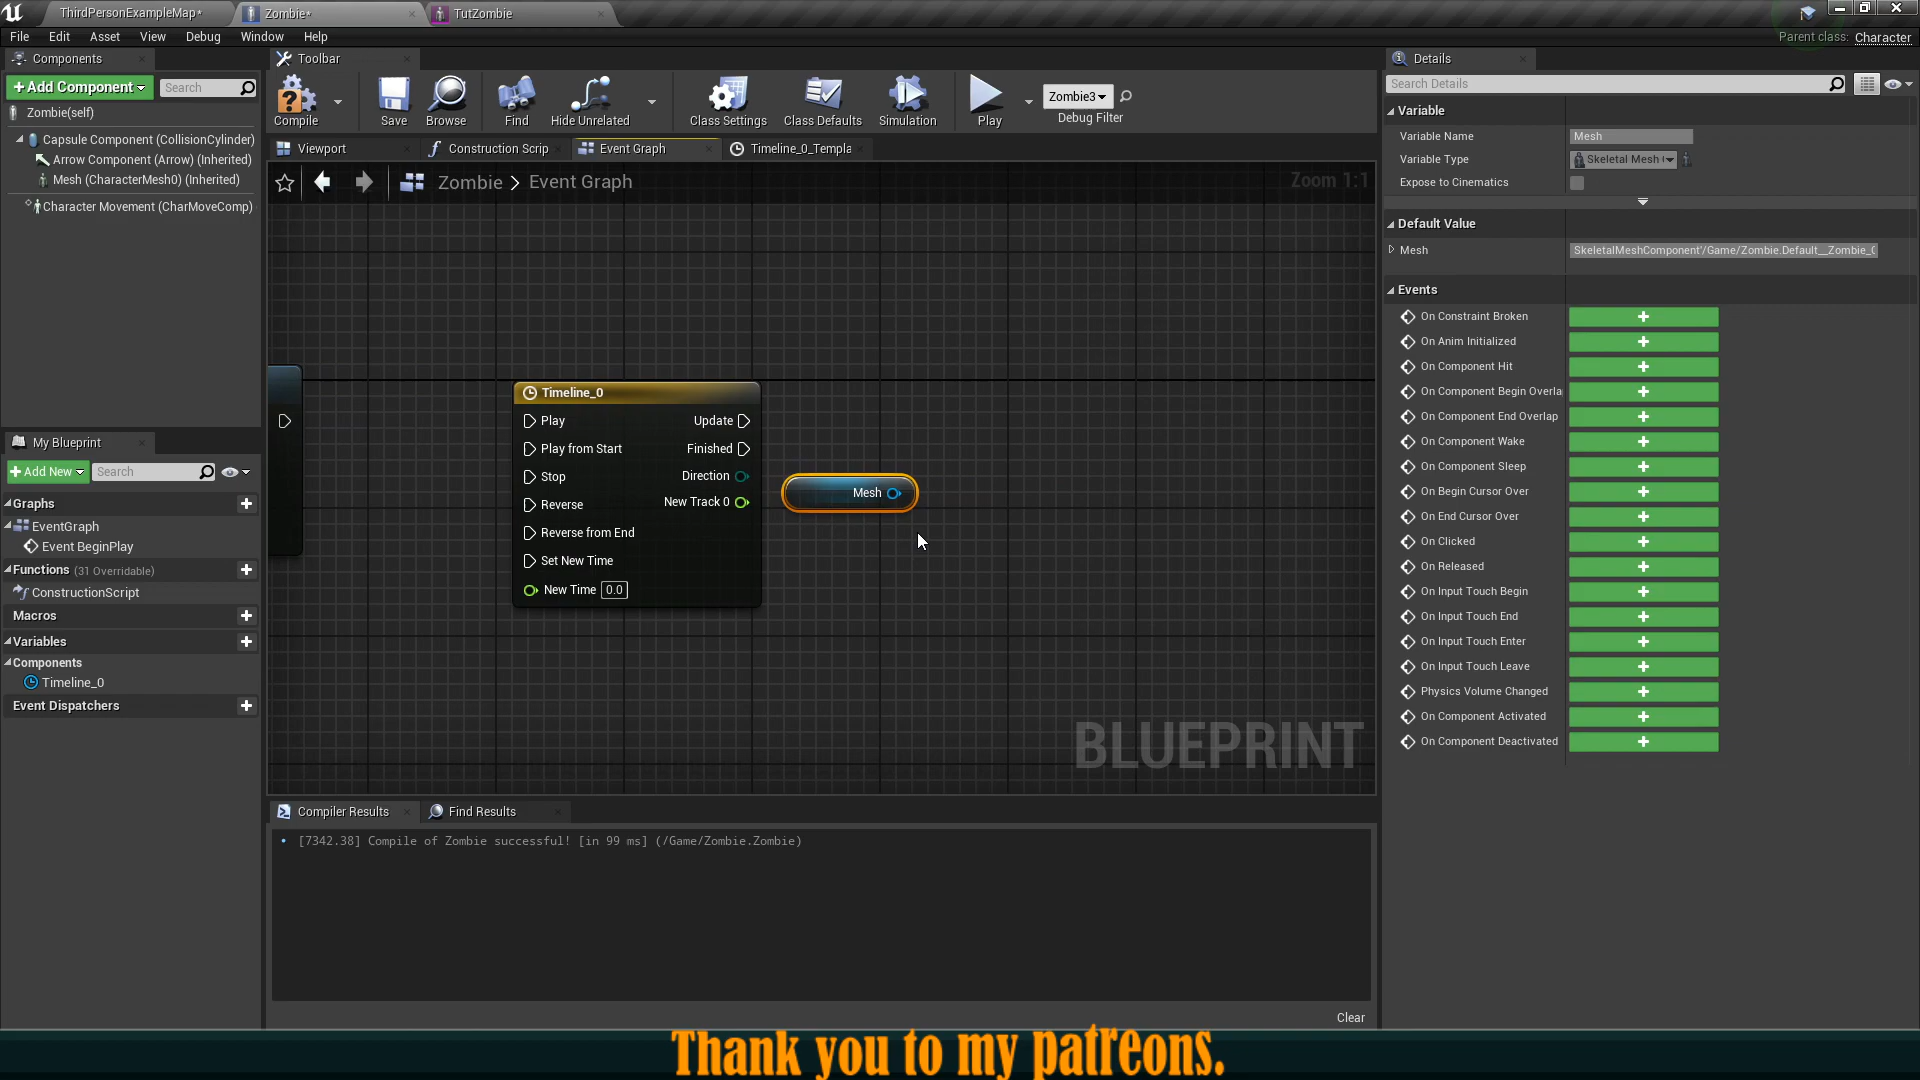 ThirdPersonExampleMap*
Zombie*
TutZombie
File Edit Asset View Debug Window Help
Parent class: Character
Components
Add Component
Search
Zombie(self)
Capsule Component (CollisionCylinder)
Arrow Component (Arrow) (Inherited)
Mesh (CharacterMesh0) (Inherited)
Character Movement (CharMoveComp)
My Blueprint
Add New
Search
Graphs
EventGraph
Event BeginPlay
Functions (31 Overridable)
ConstructionScript
Macros
Variables
Components
Timeline_0
Event Dispatchers
Toolbar
Compile
Save
Browse
Find
Hide Unrelated
Class Settings
Class Defaults
Simulation
Play
Zombie3
Debug Filter
Viewport
Construction Scrip
Event Graph
Timeline_0_Templa
Zombie > Event Graph
Zoom 1:1
Timeline_0
Play
Update
Play from Start
Finished
Stop
Direction
Reverse
New Track 0
Reverse from End
Set New Time
New Time 0.0
Mesh
BLUEPRINT
Compiler Results
Find Results
[7342.38] Compile of Zombie successful! [in 99 ms] (/Game/Zombie.Zombie)
Clear
Details
Search Details
Variable
Variable Name Mesh
Variable Type Skeletal Mesh
Expose to Cinematics
Default Value
Mesh SkeletalMeshComponent'/Game/Zombie.Default__Zombie_
Events
On Constraint Broken
On Anim Initialized
On Component Hit
On Component Begin Overla
On Component End Overlap
On Component Wake
On Component Sleep
On Begin Cursor Over
On End Cursor Over
On Clicked
On Released
On Input Touch Begin
On Input Touch End
On Input Touch Enter
On Input Touch Leave
Physics Volume Changed
On Component Activated
On Component Deactivated
Thank you to my patreons.